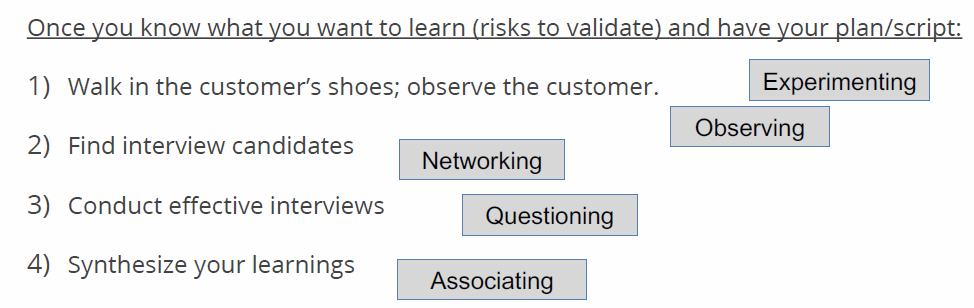 Once you know what you want to learn (risks to validate) and have your plan/script:
1) Walk in the customer’s shoes; observe the customer.
Experimenting
Observing
2) Find interview candidates
Networking
3) Conduct effective interviews
Questioning
4) Synthesize your learnings
Associating